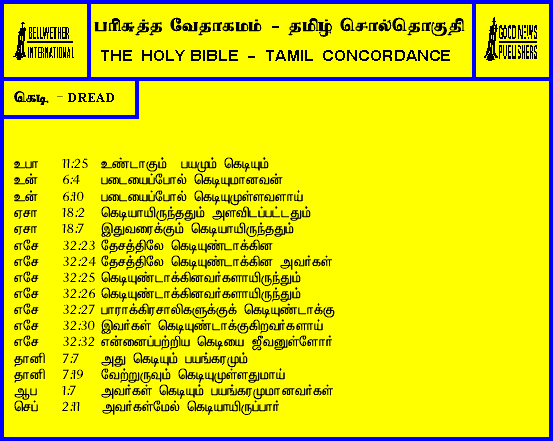 BELLWETHER INTERNATIONAL
பரிசுத்த வேதாகமம் - தமிழ் சொல்தொகுதி
THE HOLY BIBLE - TAMIL CONCORDANCE
GOOD NEWS PUBLISHERS
கெடி - DREAD
உபா 11:25 உண்டாகும் பயமும் கெடியும்
உன் 6:4 படையைப்போல் கெடியுமானவன்
உன் 6:10 படையைப்போல் கெடியுமுள்ளவளாய்
ஏசா 18:2 கெடியாயிருந்ததும் அளவிடப்பட்டதும்
ஏசா 18:7 இதுவரைக்கும் கெடியாயிருந்ததும்
எசே 32:23 தேசத்திலே கெடியுண்டாக்கின
எசே 32:24 தேசத்திலே கெடியுண்டாக்கின அவர்கள்
எசே 32:25 கெடியுண்டாக்கினவர்களாயிருந்தும்
எசே 32:26 கெடியுண்டாக்கினவர்களாயிருந்தும்
எசே 32:27 பாராக்கிரசாலிகளுக்குக் கெடியுண்டாக்கு
எசே 32:30 இவர்கள் கெடியுண்டாக்குகிறவர்களாய்
எசே 32:32 என்னைப்பற்றிய கெடியை ஜீவனுள்ளோர்
தானி 7:7 அது கெடியும் பயங்கரமும்
தானி 7:19 வேற்றுருவும் கெடியுமுள்ளதுமாய்
ஆப 1:7 அவர்கள் கெடியும் பயங்கரமுமானவர்கள்
செப் 2:11 அவர்கள்மேல் கெடியாயிருப்பார்